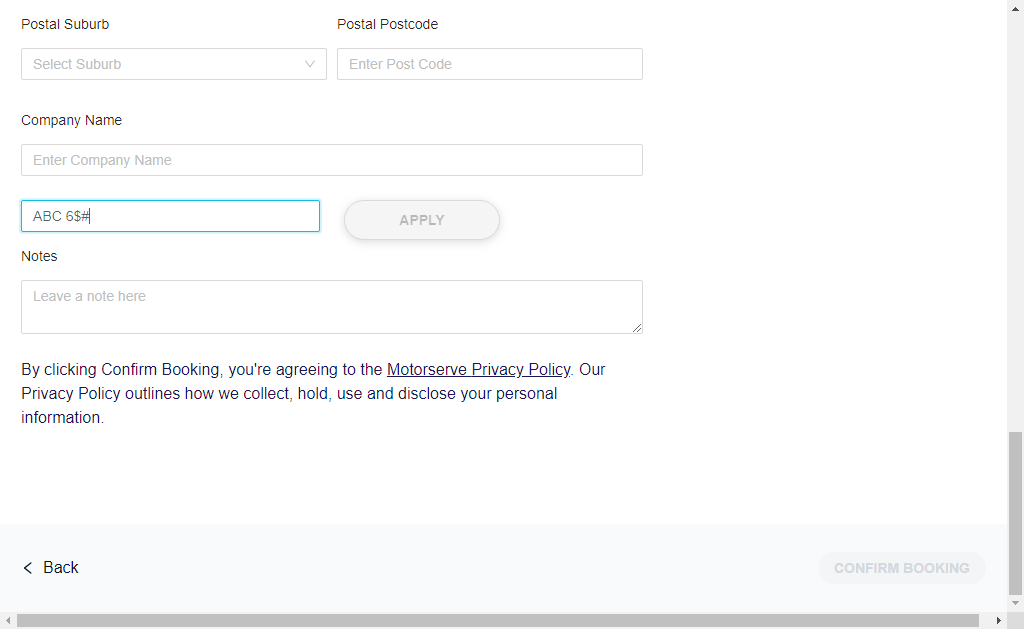 Postal Suburb
Postal Postcode
Select Suburb
Enter Post Code
Company Name
Enter Company Name
ABC 6$#
APPLY
Notes
Leave a note here
By clicking Confirm Booking, you're agreeing to the Motorserve Privacy Policy. Our
Privacy Policy outlines how we collect, hold, use and disclose your personal
information.
Back
CONFIRM BOOKING